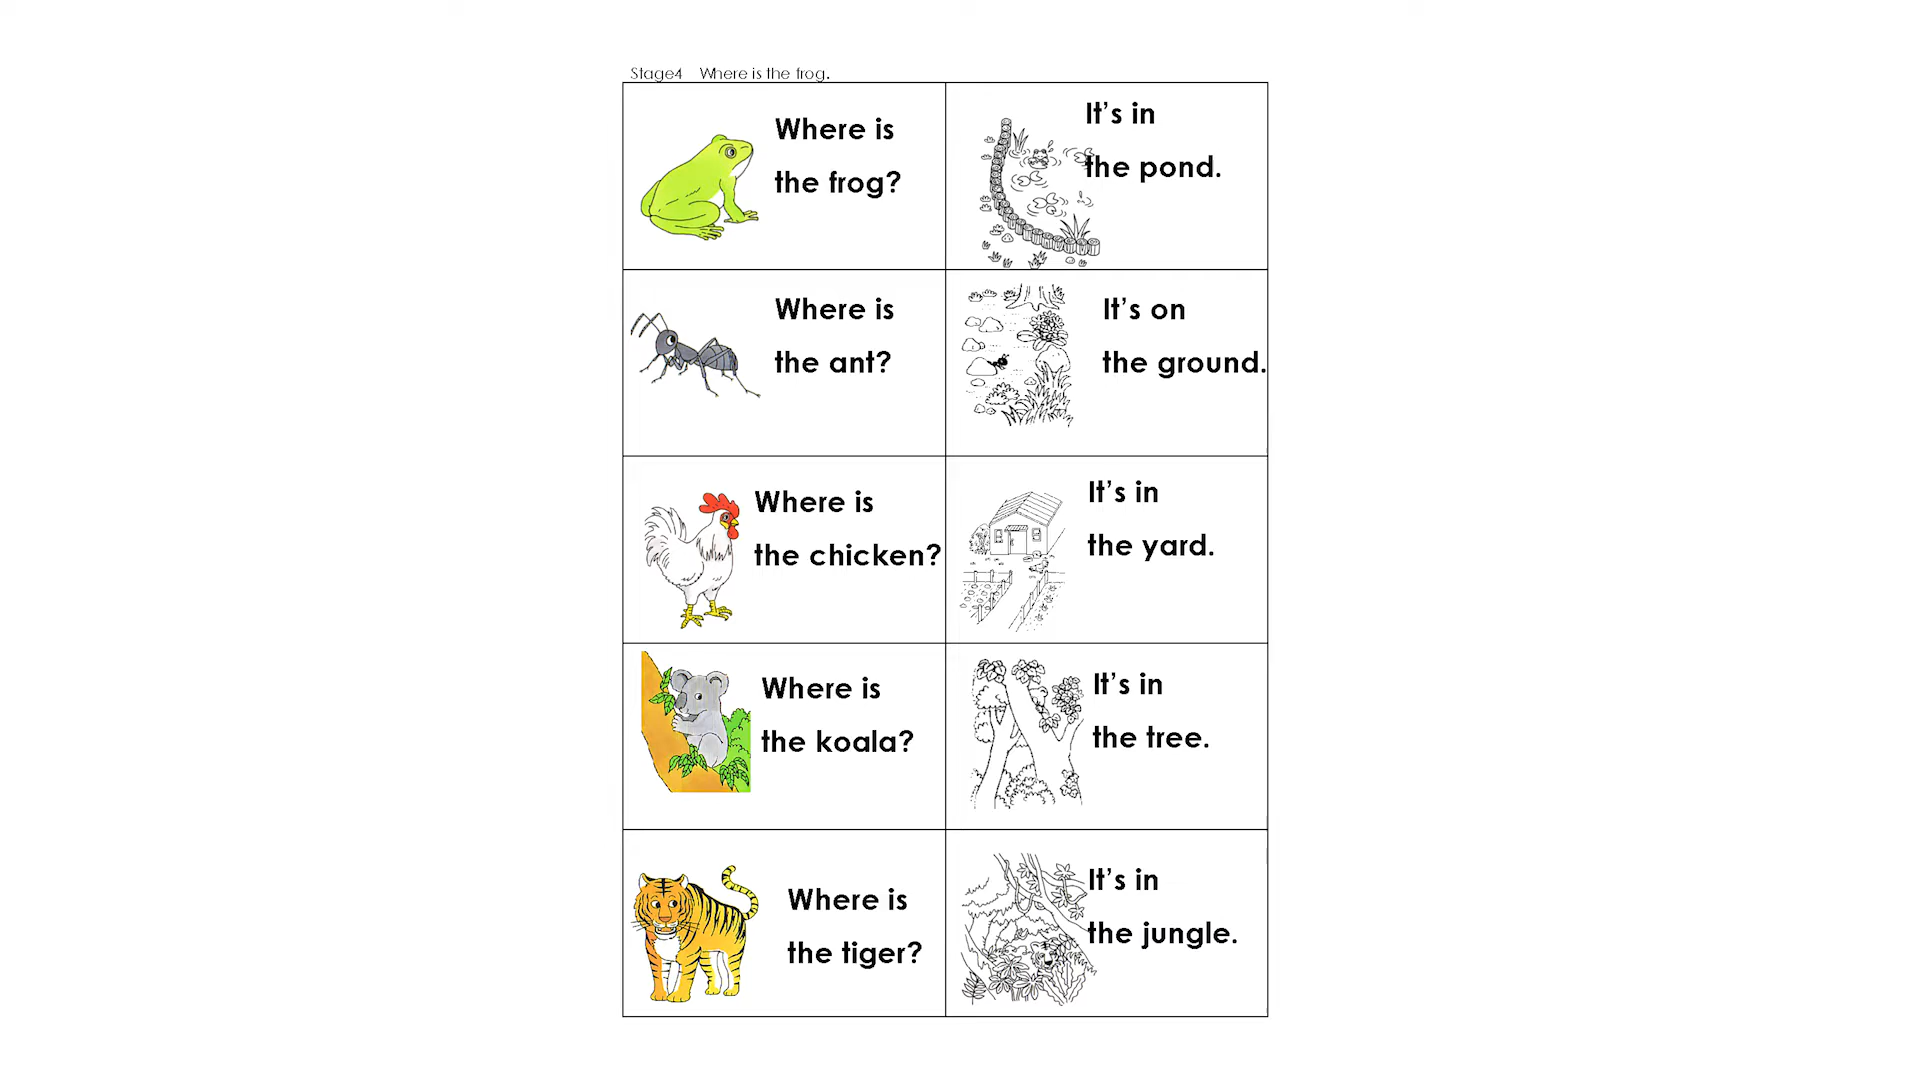 Stage4 Where is the frog.
Where is
the frog?
It's in
the pond.
Where is
the ant?
It's on
the ground.
Where is
the chicken?
It's in
the yard.
Where is
the koala?
It's in
the tree.
Where is
the tiger?
It's in
the jungle.